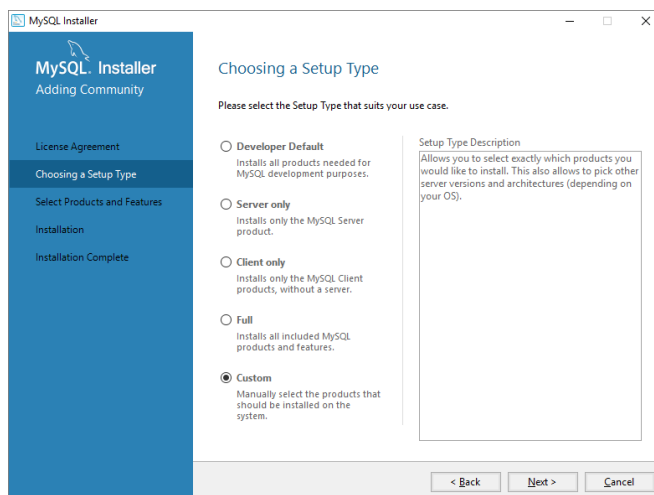 MySQL Installer
MySQL. Installer
Adding Community
License Agreement
Choosing a Setup Type
Select Products and Features
Installation
Installation Complete
Choosing a Setup Type
Please select the Setup Type that suits your use case.
Developer Default
Installs all products needed for
MySQL development purposes.
Server only
Installs only the MySQL Server
product.
Client only
Installs only the MySQL Client
products, without a server.
Full
Installs all included MySQL
products and features.
Custom
Manually select the products that
should be installed on the
system.
Setup Type Description
Allows you to select exactly which products you
would like to install. This also allows to pick other
server versions and architectures (depending on
your OS).
< Back
Next >
Cancel